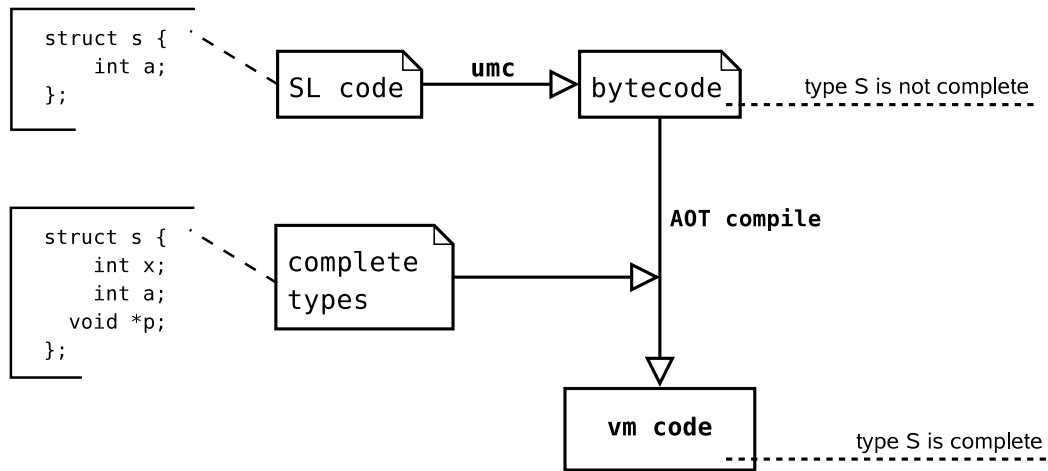 struct s {
int a;
};
SL code
umc
bytecode
type S is not complete
AOT compile
struct s {
int x;
int a;
void *p;
};
complete
types
vm code
type S is complete